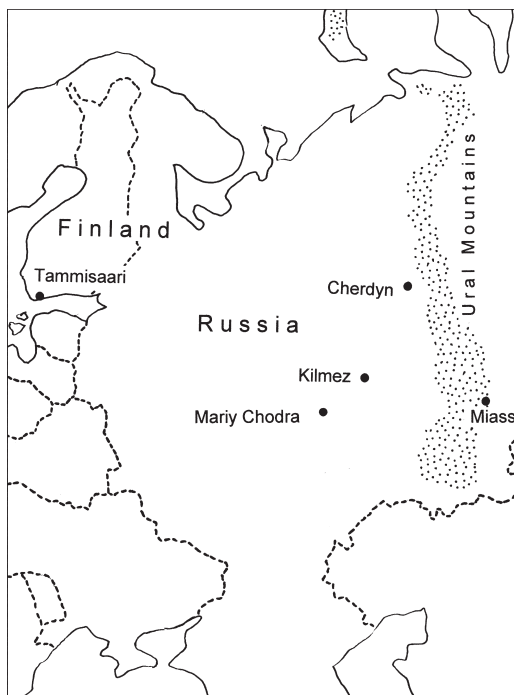 Ural Mountains
Finland
Tammisaari
Cherdyn
Russia
Kilmez
Mariy Chodra
Miass